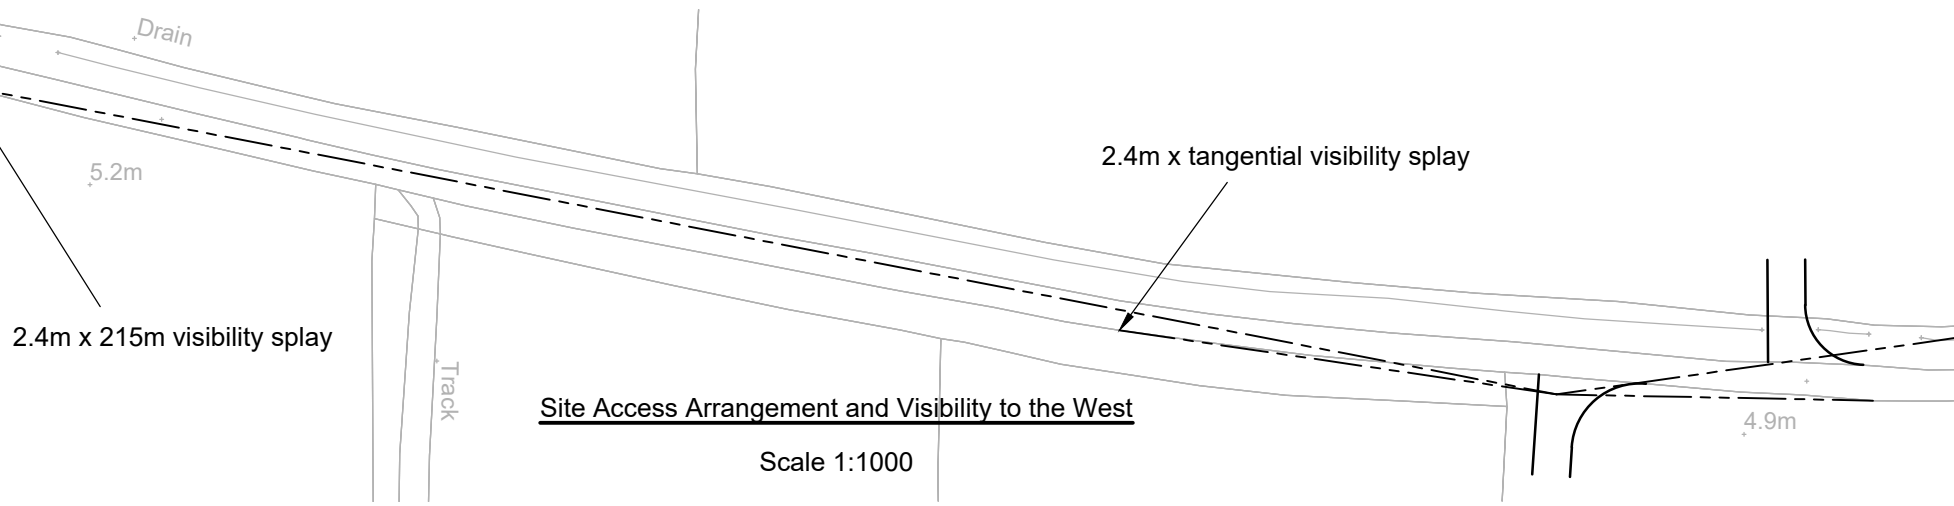 Drain
5.2m
2.4m x tangential visibility splay
2.4m x 215m visibility splay
Track
Site Access Arrangement and Visibility to the West
Scale 1:1000
4.9m